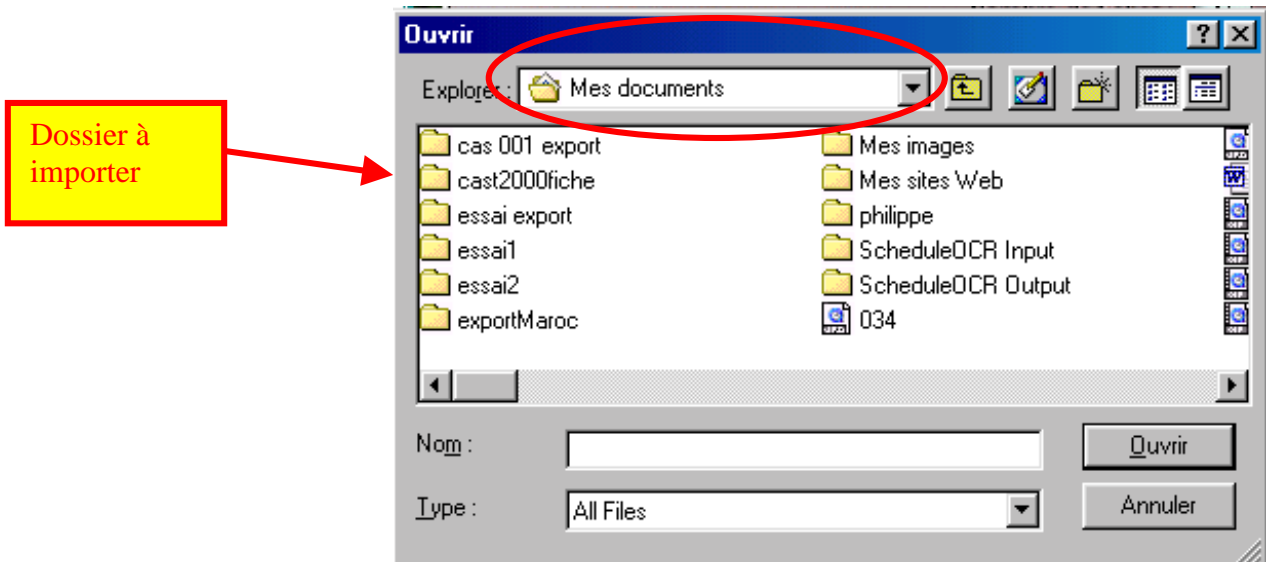 Ouvrir
Explorer :
Mes documents
Dossier à
importer
cas 001 export
cast2000fiche
essai export
essai1
essai2
exportMaroc
Mes images
Mes sites Web
philippe
ScheduleOCR Input
ScheduleOCR Output
034
Nom :
Ouvrir
Type :
All Files
Annuler